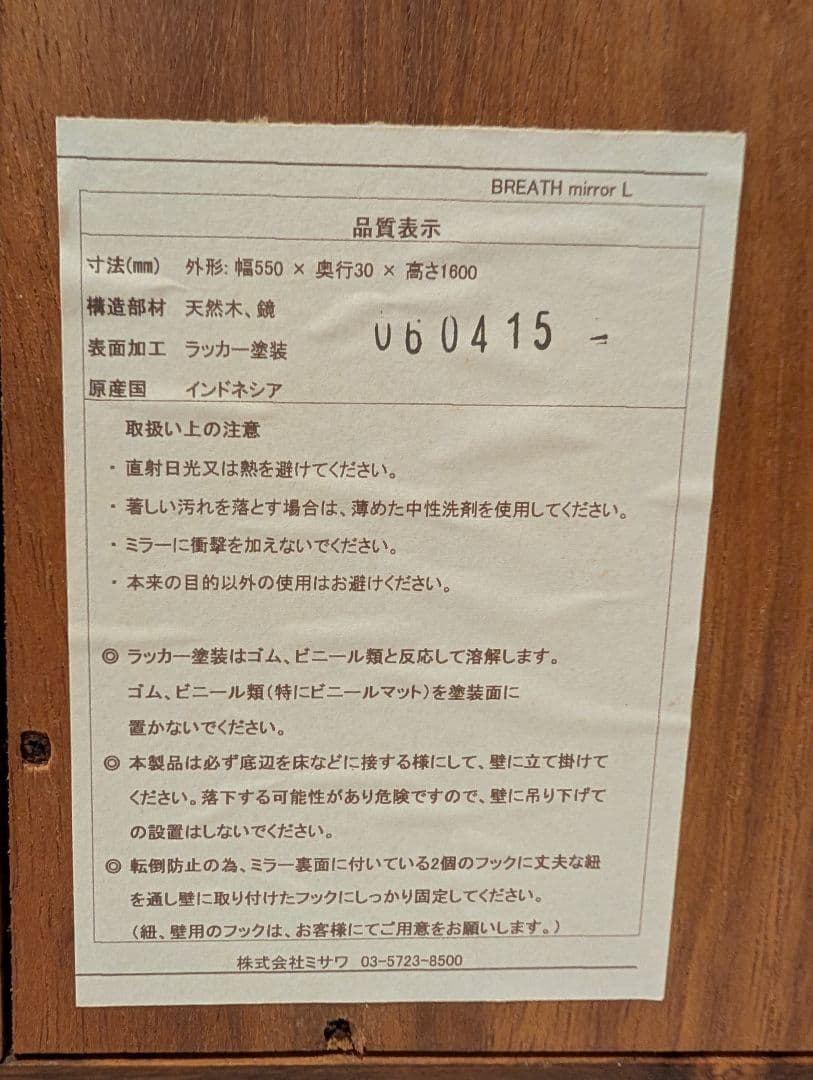 BREATH mirror L
品質表示
寸法(mm) 外形: 幅550 × 奥行30 × 高さ1600
構造部材 天然木、鏡
060415 -
表面加工 ラッカー塗装
原産国 インドネシア
取扱い上の注意
・ 直射日光又は熱を避けてください。
・ 著しい汚れを落とす場合は、薄めた中性洗剤を使用してください。
・ ミラーに衝撃を加えないでください。
・ 本来の目的以外の使用はお避けください。
◎ ラッカー塗装はゴム、ビニール類と反応して溶解します。
ゴム、ビニール類(特にビニールマット)を塗装面に
置かないでください。
◎ 本製品は必ず底辺を床などに接する様にして、壁に立て掛けて
ください。落下する可能性があり危険ですので、壁に吊り下げて
の設置はしないでください。
◎ 転倒防止の為、ミラー裏面に付いている2個のフックに丈夫な紐
を通し壁に取り付けたフックにしっかり固定してください。
(紐、壁用のフックは、お客様にてご用意をお願いします。)
株式会社ミサワ 03-5723-8500